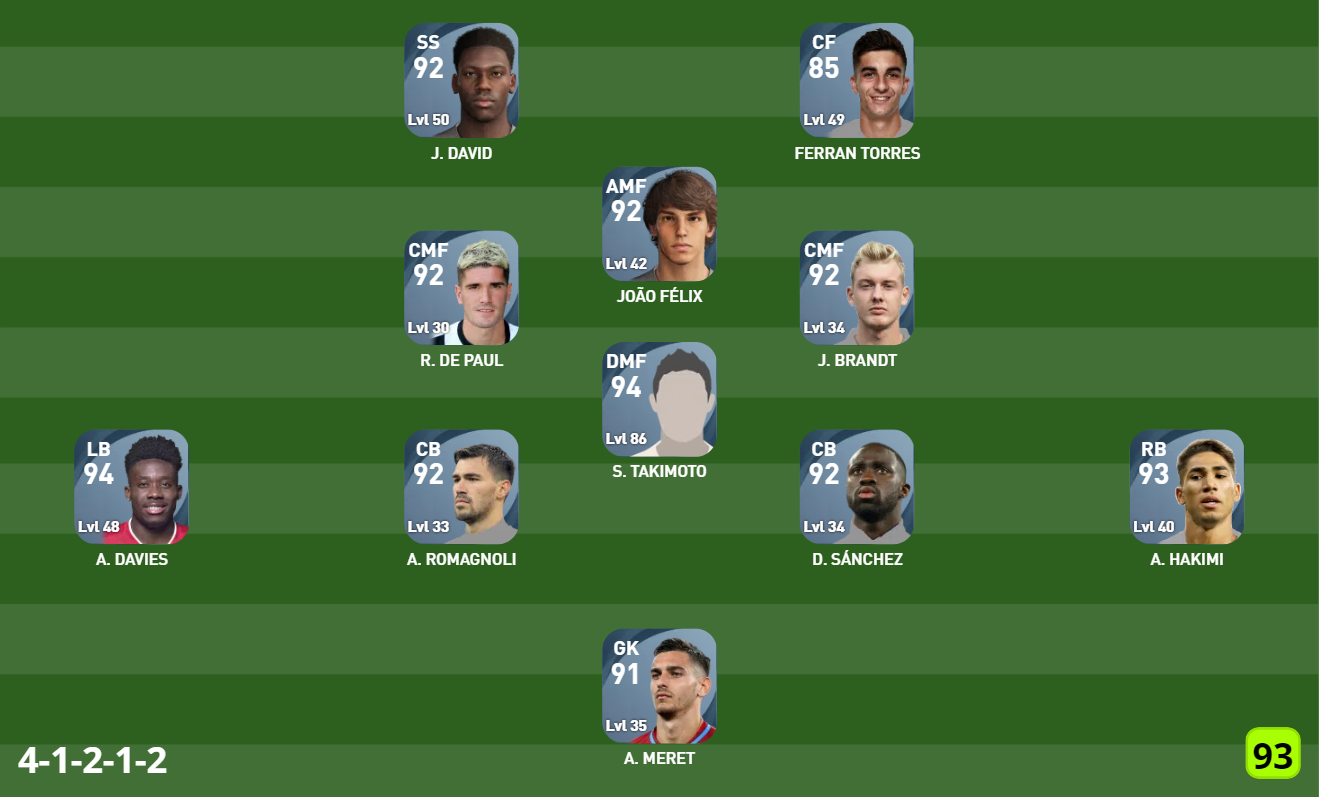 SS
92
Lvl 50
J. DAVID
CF
85
Lvl 49
FERRAN TORRES
AMF
92
Lvl 42
JOÃO FÉLIX
CMF
92
Lvl 30
R. DE PAUL
CMF
92
Lvl 34
J. BRANDT
DMF
94
Lvl 86
S. TAKIMOTO
LB
94
Lvl 48
A. DAVIES
CB
92
Lvl 33
A. ROMAGNOLI
CB
92
Lvl 34
D. SÁNCHEZ
RB
93
Lvl 40
A. HAKIMI
GK
91
Lvl 35
A. MERET
4-1-2-1-2
93